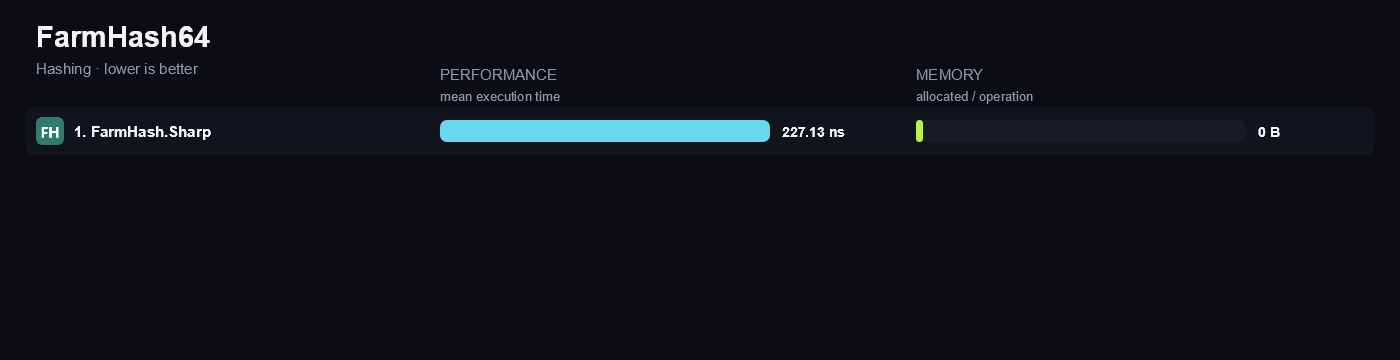 FarmHash64
Hashing · lower is better
PERFORMANCE
mean execution time
MEMORY
allocated / operation
FH 1. FarmHash.Sharp 227.13 ns 0 B